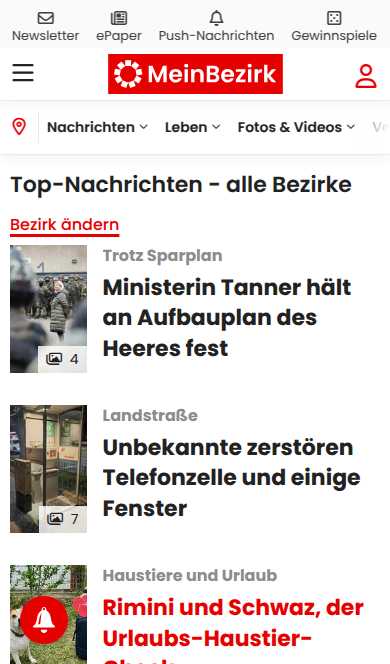 Newsletter
ePaper
Push-Nachrichten
Gewinnspiele
MeinBezirk
Nachrichten
Leben
Fotos & Videos
Top-Nachrichten - alle Bezirke
Bezirk ändern
Trotz Sparplan
Ministerin Tanner hält
an Aufbauplan des
Heeres fest
4
Landstraße
Unbekannte zerstören
Telefonzelle und einige
Fenster
7
Haustiere und Urlaub
Rimini und Schwaz, der
Urlaubs-Haustier-